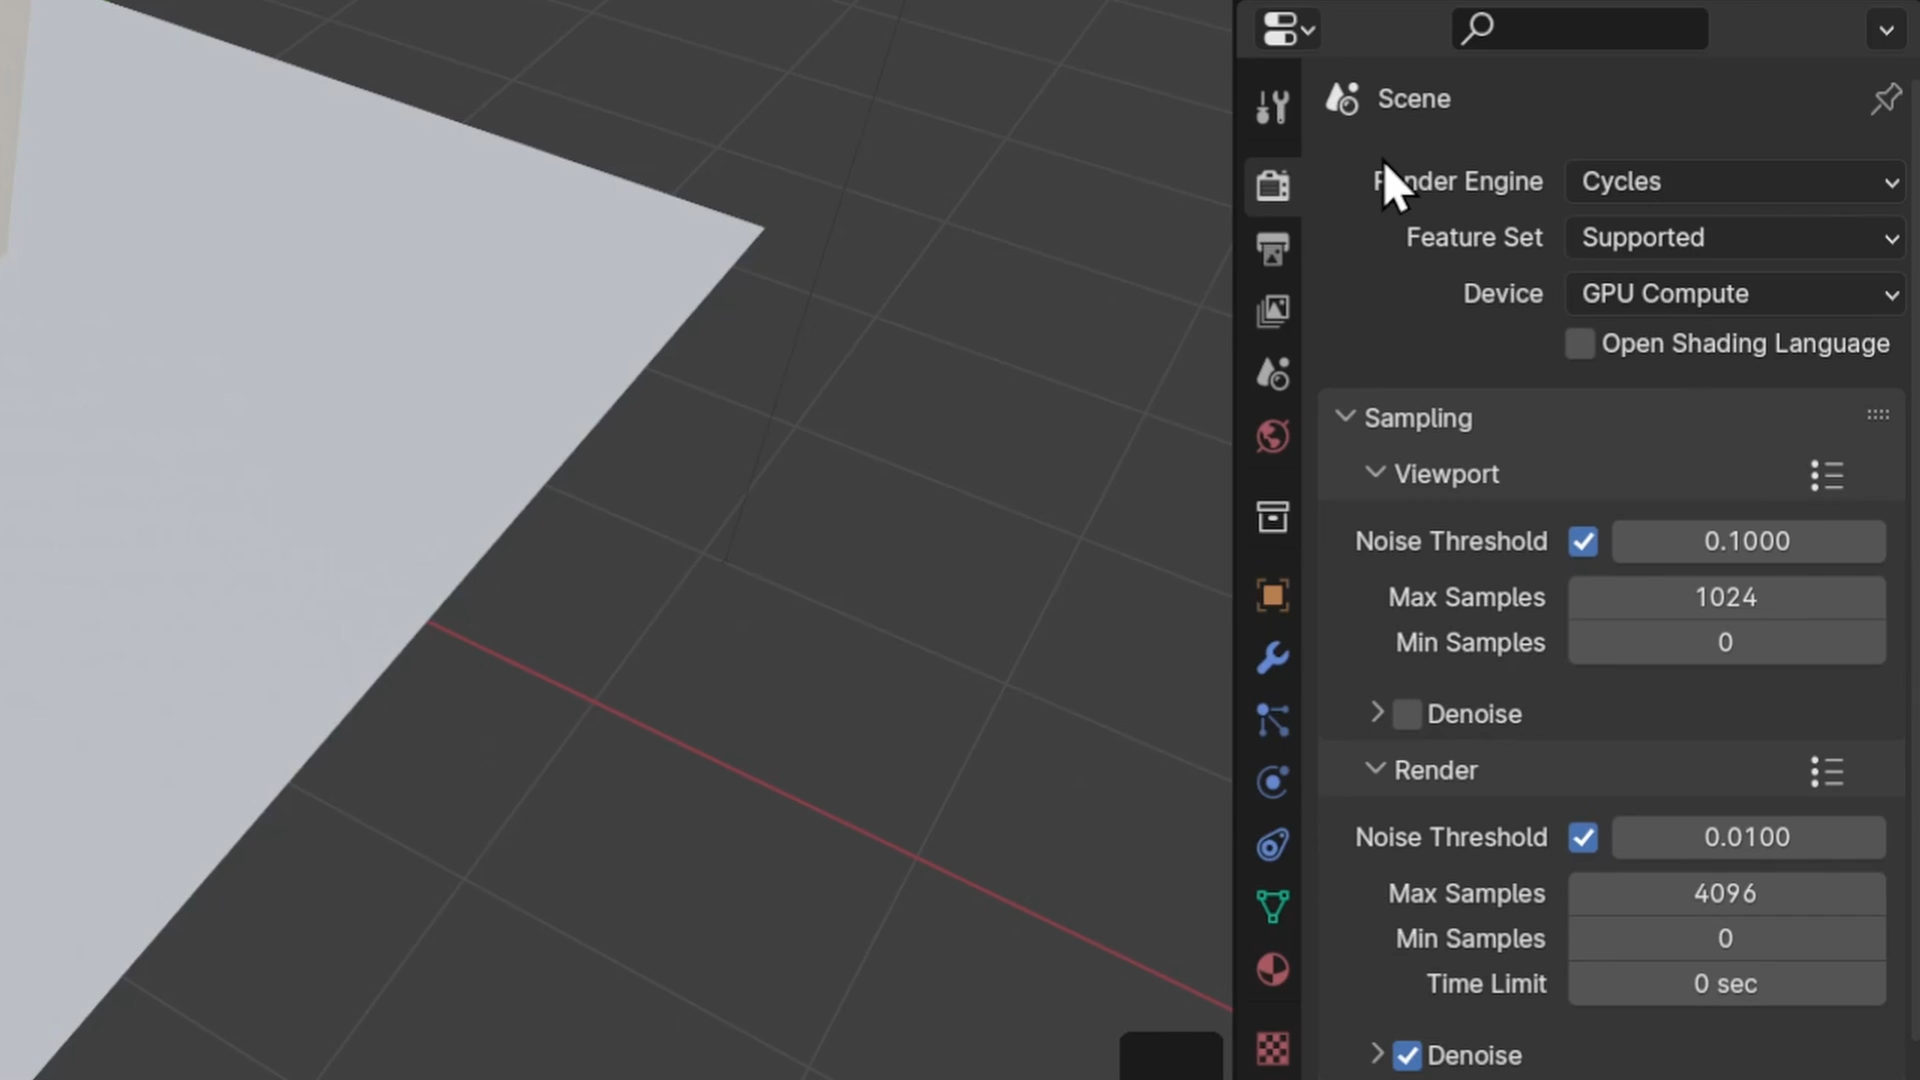 Scene
Render Engine Cycles
Feature Set Supported
Device GPU Compute
Open Shading Language
Sampling
Viewport
Noise Threshold 0.1000
Max Samples 1024
Min Samples 0
Denoise
Render
Noise Threshold 0.0100
Max Samples 4096
Min Samples 0
Time Limit 0 sec
Denoise